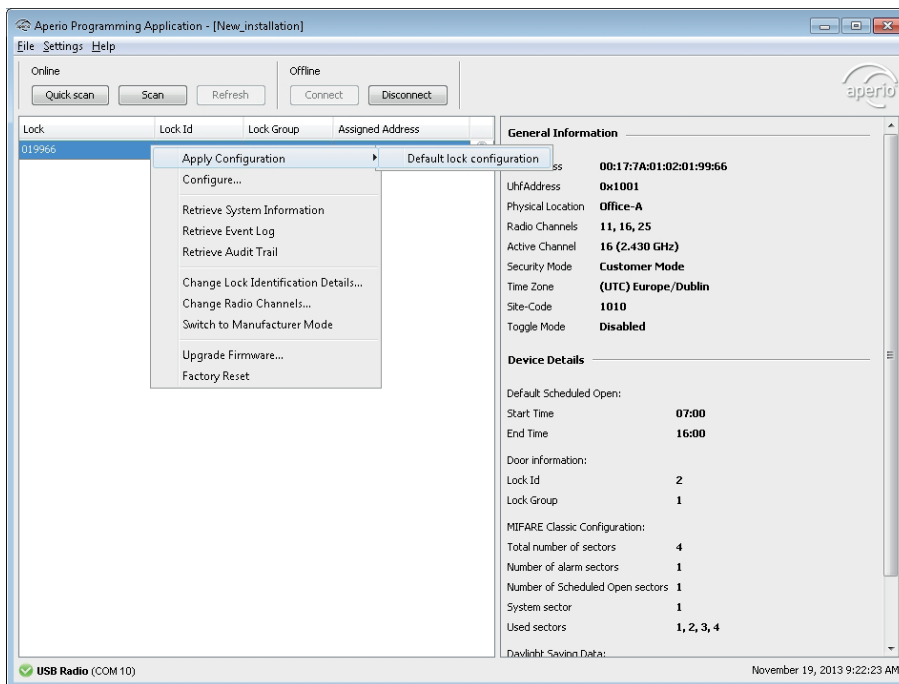 Aperio Programming Application - [New_installation]
File Settings Help
Online
Quick scan Scan Refresh
Offline
Connect Disconnect
aperio
Lock Lock Id Lock Group Assigned Address
019966
Apply Configuration
Default lock configuration
Configure...
Retrieve System Information
Retrieve Event Log
Retrieve Audit Trail
Change Lock Identification Details...
Change Radio Channels...
Switch to Manufacturer Mode
Upgrade Firmware...
Factory Reset
General Information
00:17:7A:01:02:01:99:66
UhfAddress 0x1001
Physical Location Office-A
Radio Channels 11, 16, 25
Active Channel 16 (2.430 GHz)
Security Mode Customer Mode
Time Zone (UTC) Europe/Dublin
Site-Code 1010
Toggle Mode Disabled
Device Details
Default Scheduled Open:
Start Time 07:00
End Time 16:00
Door information:
Lock Id 2
Lock Group 1
MIFARE Classic Configuration:
Total number of sectors 4
Number of alarm sectors 1
Number of Scheduled Open sectors 1
System sector 1
Used sectors 1, 2, 3, 4
Daylight Saving Data:
USB Radio (COM 10)
November 19, 2013 9:22:23 AM